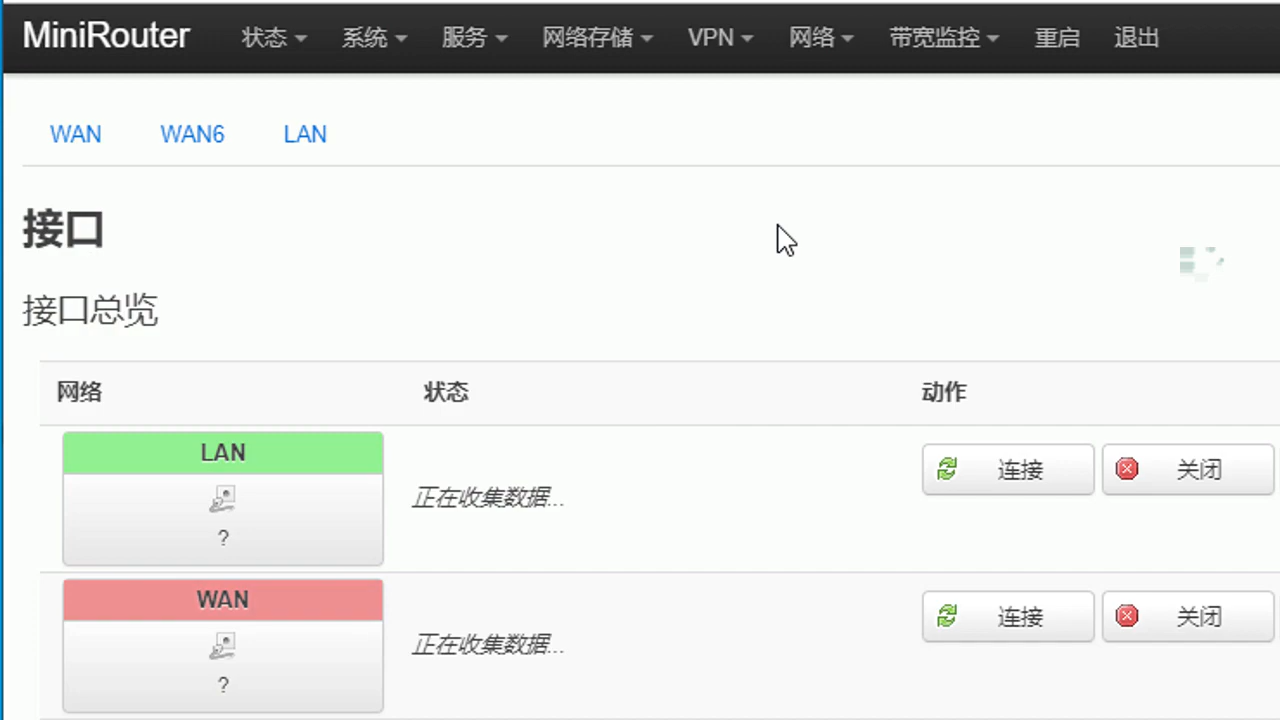 MiniRouter 状态 系统 服务 网络存储 VPN 网络 带宽监控 重启 退出
WAN WAN6 LAN
接口
接口总览
网络 状态 动作
LAN
?
正在收集数据...
连接 关闭
WAN
?
正在收集数据...
连接 关闭